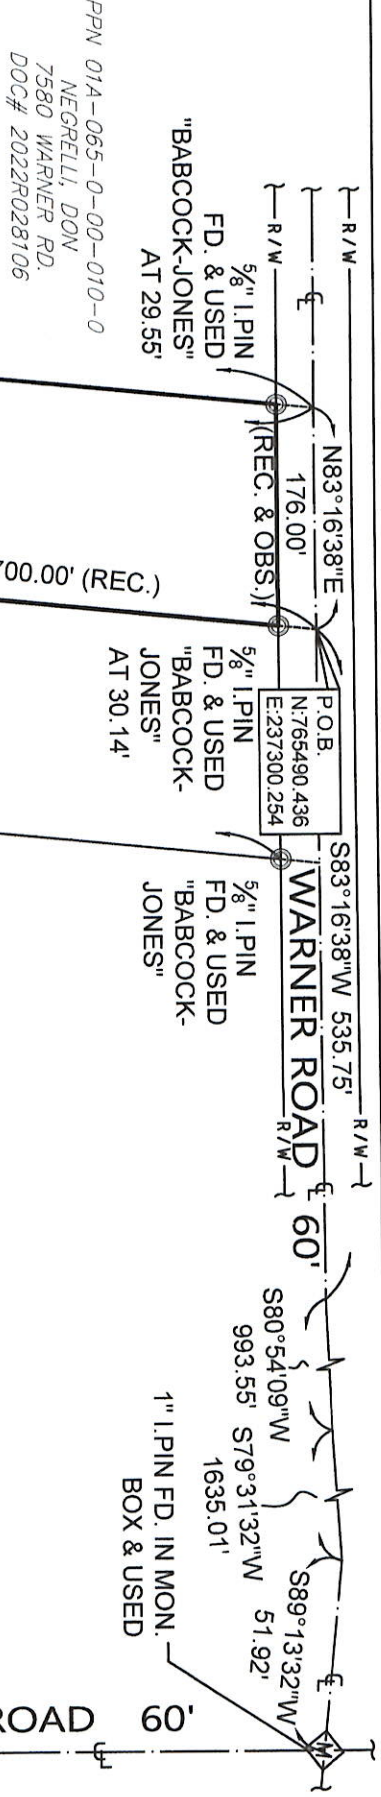 PPN 01A-065-0-00-010-0
NEGRELLI, DON
7580 WARNER RD.
DOC# 2022R028106
R/W
℄
R/W
5/8" I.PIN
FD. & USED
"BABCOCK-JONES"
AT 29.55'
N83°16'38"E
176.00'
(REC. & OBS.)
700.00' (REC.)
5/8" I.PIN
FD. & USED
"BABCOCK-
JONES"
AT 30.14'
P.O.B.
N:765490.436
E:237300.254
S83°16'38"W 535.75'
WARNER ROAD 60'
5/8" I.PIN
FD. & USED
"BABCOCK-
JONES"
R/W
℄
R/W
S80°54'09"W
993.55'
S79°31'32"W
1635.01'
S89°13'32"W
51.92'
℄
M
1" I.PIN FD. IN MON.
BOX & USED
ROAD 60'
℄